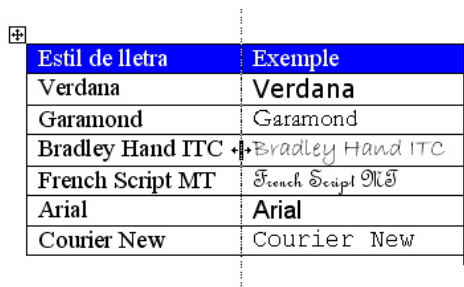 Estil de lletra Exemple
Verdana Verdana
Garamond Garamond
Bradley Hand ITC Bradley Hand ITC
French Script MT French Script MT
Arial Arial
Courier New Courier New